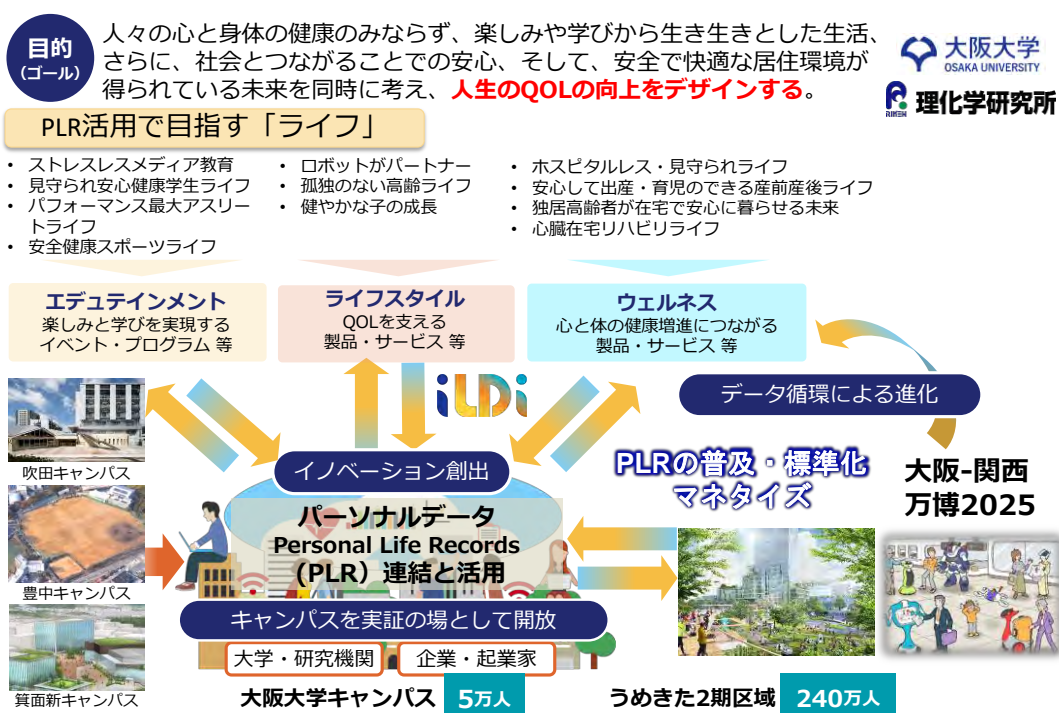 目的
（ゴール）
人々の心と身体の健康のみならず、楽しみや学びから生き生きとした生活、
さらに、社会とつながることでの安心、そして、安全で快適な居住環境が
得られている未来を同時に考え、人生のQOLの向上をデザインする。
大阪大学
OSAKA UNIVERSITY
RIKEN
理化学研究所
PLR活用で目指す「ライフ」
• ストレスレスメディア教育
• 見守られ安心健康学生ライフ
• パフォーマンス最大アスリー
トライフ
• 安全健康スポーツライフ
• ロボットがパートナー
• 孤独のない高齢ライフ
• 健やかな子の成長
• ホスピタルレス・見守られライフ
• 安心して出産・育児のできる産前産後ライフ
• 独居高齢者が在宅で安心に暮らせる未来
• 心臓在宅リハビリライフ
エデュテインメント
楽しみと学びを実現する
イベント・プログラム 等
ライフスタイル
QOLを支える
製品・サービス 等
ウェルネス
心と体の健康増進につながる
製品・サービス 等
iLDi
データ循環による進化
吹田キャンパス
豊中キャンパス
箕面新キャンパス
イノベーション創出
パーソナルデータ
Personal Life Records
(PLR）連結と活用
キャンパスを実証の場として開放
大学・研究機関
企業・起業家
PLRの普及・標準化
マネタイズ
大阪-関西
万博2025
大阪大学キャンパス 5万人
うめきた2期区域 240万人